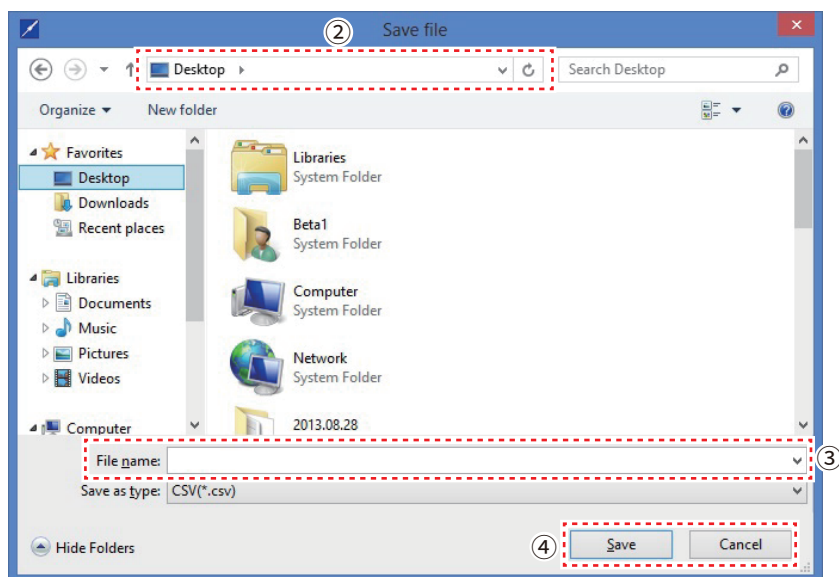 ② Save file
Desktop
Search Desktop
Organize New folder
Favorites
Desktop
Downloads
Recent places
Libraries
Documents
Music
Pictures
Videos
Computer
Libraries
System Folder
Beta1
System Folder
Computer
System Folder
Network
System Folder
2013.08.28
File name:
③
Save as type: CSV(*.csv)
Hide Folders
④ Save Cancel